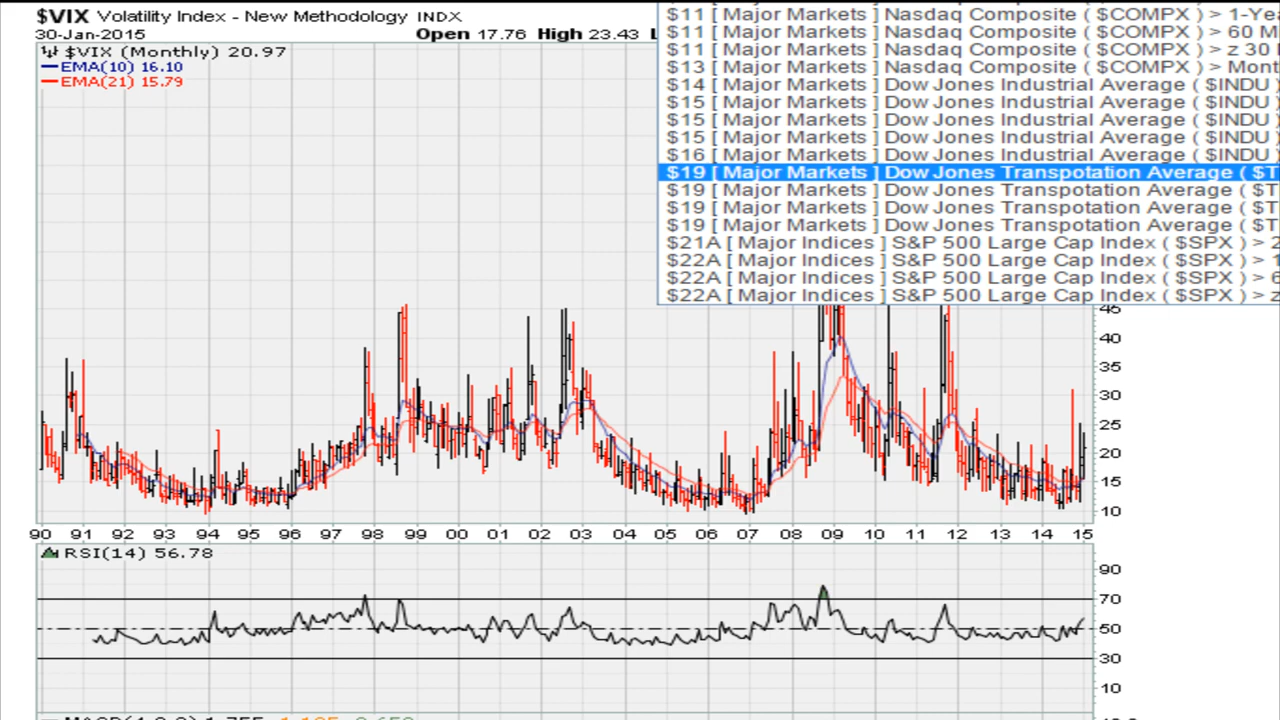 $VIX Volatility Index - New Methodology INDX
30-Jan-2015 Open 17.76 High 23.43 L
$VIX (Monthly) 20.97
EMA(10) 16.10
EMA(21) 15.79
$11 [ Major Markets ] Nasdaq Composite ( $COMPX ) > 1-Yea
$11 [ Major Markets ] Nasdaq Composite ( $COMPX ) > 60 M
$11 [ Major Markets ] Nasdaq Composite ( $COMPX ) > z 30
$13 [ Major Markets ] Nasdaq Composite ( $COMPX ) > Mont
$14 [ Major Markets ] Dow Jones Industrial Average ( $INDU )
$15 [ Major Markets ] Dow Jones Industrial Average ( $INDU )
$15 [ Major Markets ] Dow Jones Industrial Average ( $INDU )
$15 [ Major Markets ] Dow Jones Industrial Average ( $INDU )
$16 [ Major Markets ] Dow Jones Industrial Average ( $INDU )
$19 [ Major Markets ] Dow Jones Transpotation Average ( $T
$19 [ Major Markets ] Dow Jones Transpotation Average ( $T
$19 [ Major Markets ] Dow Jones Transpotation Average ( $T
$19 [ Major Markets ] Dow Jones Transpotation Average ( $T
$21A [ Major Indices ] S&P 500 Large Cap Index ( $SPX ) > 2
$22A [ Major Indices ] S&P 500 Large Cap Index ( $SPX ) > 1
$22A [ Major Indices ] S&P 500 Large Cap Index ( $SPX ) > 6
$22A [ Major Indices ] S&P 500 Large Cap Index ( $SPX ) > z
45
40
35
30
25
20
15
10
90 91 92 93 94 95 96 97 98 99 00 01 02 03 04 05 06 07 08 09 10 11 12 13 14 15
RSI(14) 56.78
90
70
50
30
10